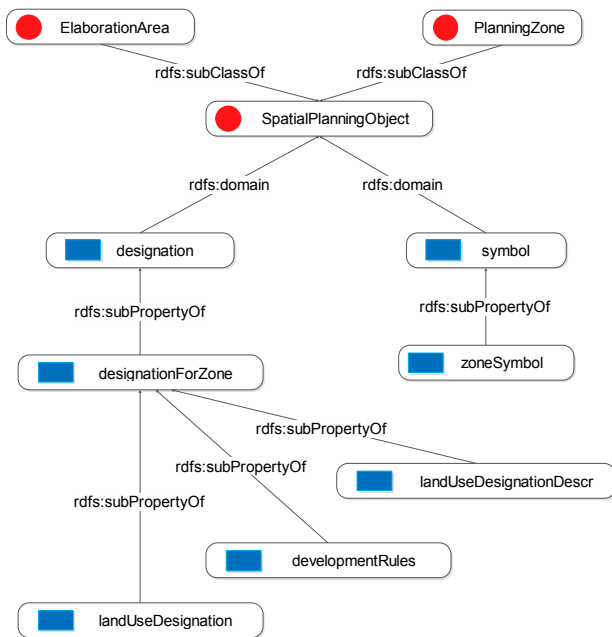 ElaborationArea
PlanningZone
rdfs:subClassOf
rdfs:subClassOf
SpatialPlanningObject
rdfs:domain
rdfs:domain
designation
symbol
rdfs:subPropertyOf
rdfs:subPropertyOf
designationForZone
zoneSymbol
rdfs:subPropertyOf
rdfs:subPropertyOf
landUseDesignationDescr
rdfs:subPropertyOf
developmentRules
landUseDesignation